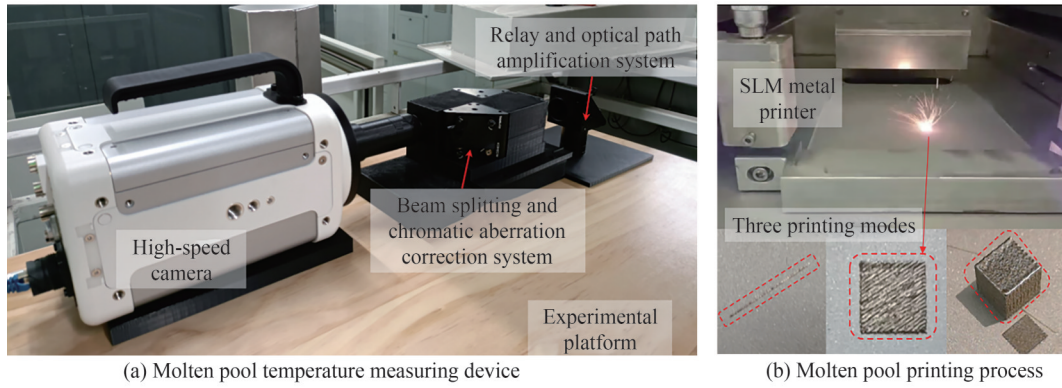 Relay and optical path
amplification system
Beam splitting and
chromatic aberration
correction system
High-speed
camera
Experimental
platform
(a) Molten pool temperature measuring device
SLM metal
printer
Three printing modes
(b) Molten pool printing process